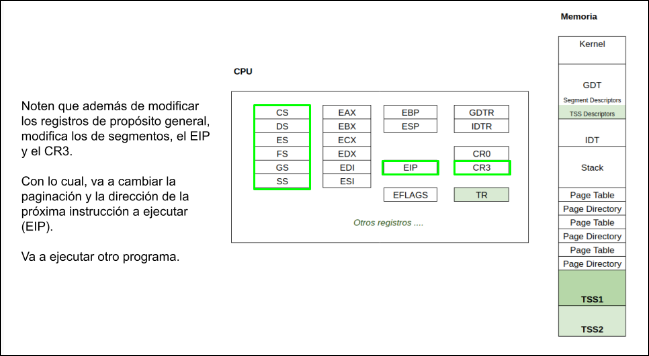 Noten que además de modificar
los registros de propósito general,
modifica los de segmentos, el EIP
y el CR3.
Con lo cual, va a cambiar la
paginación y la dirección de la
próxima instrucción a ejecutar
(EIP).
Va a ejecutar otro programa.
CPU
CS
DS
ES
FS
GS
SS
EAX
EBX
ECX
EDX
EDI
ESI
EBP
ESP
EIP
EFLAGS
GDTR
IDTR
CR0
CR3
TR
Otros registros ....
Memoria
Kernel
GDT
Segment Descriptors
TSS Descriptors
IDT
Stack
Page Table
Page Directory
Page Table
Page Directory
Page Table
Page Directory
TSS1
TSS2